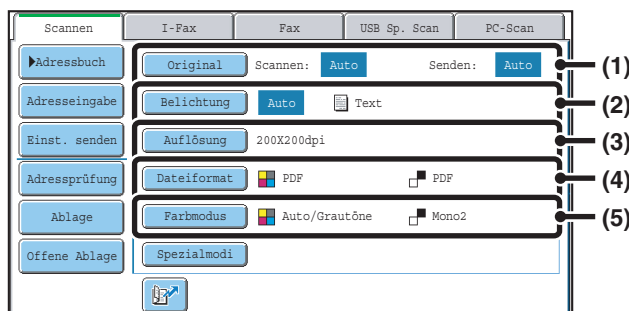 Scannen I-Fax Fax USB Sp. Scan PC-Scan
Adressbuch Original Scannen: Auto Senden: Auto (1)
Adresseingabe Belichtung Auto Text (2)
Einst. senden Auflösung 200X200dpi (3)
Adressprüfung Dateiformat PDF PDF (4)
Ablage Farbmodus Auto/Grautöne Mono2 (5)
Offene Ablage Spezialmodi